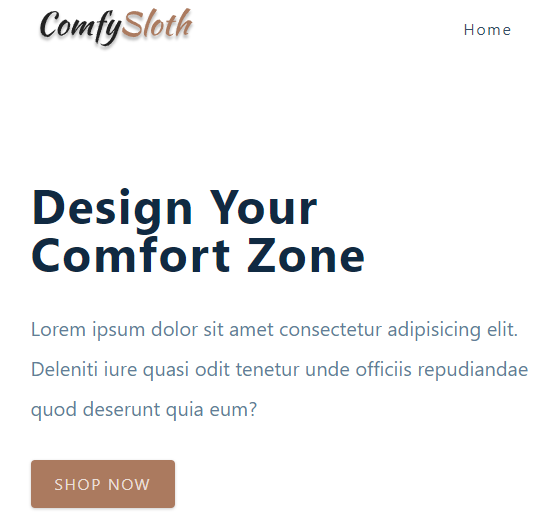 ComfySloth
Home
Design Your
Comfort Zone
Lorem ipsum dolor sit amet consectetur adipisicing elit.
Deleniti iure quasi odit tenetur unde officiis repudiandae
quod deserunt quia eum?
SHOP NOW